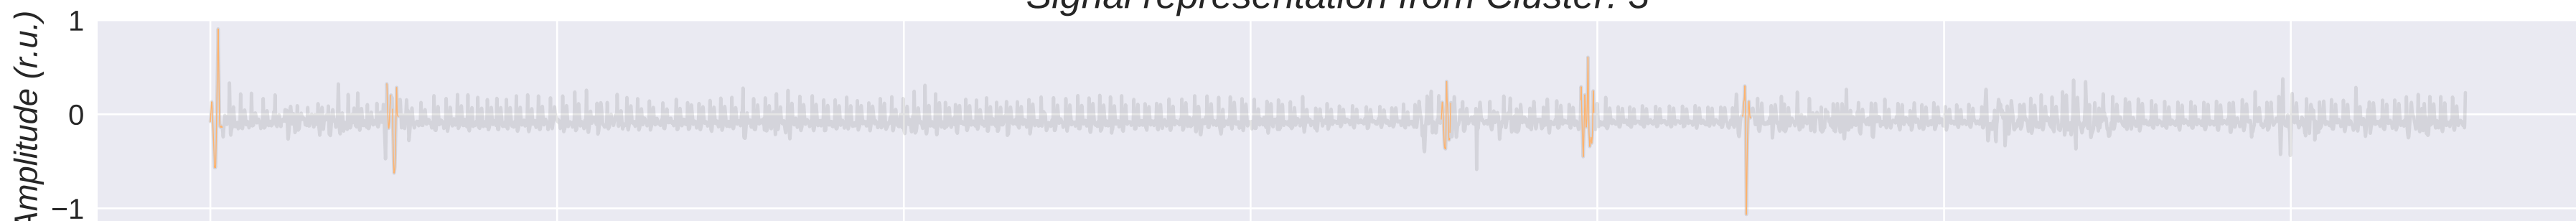 Signal representation from Cluster: 3
Amplitude (r.u.)
1
0
−1